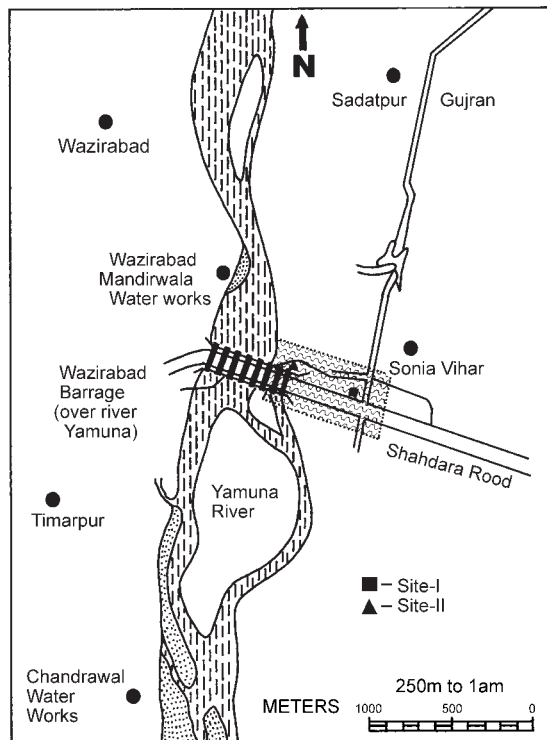 N
Sadatpur
Gujran
Wazirabad
Wazirabad
Mandirwala
Water works
Wazirabad
Barrage
(over river
Yamuna)
Sonia Vihar
Shahdara Rood
Yamuna
River
Timarpur
– Site-I
– Site-II
Chandrawal
Water
Works
METERS
250m to 1am
1000 500 0